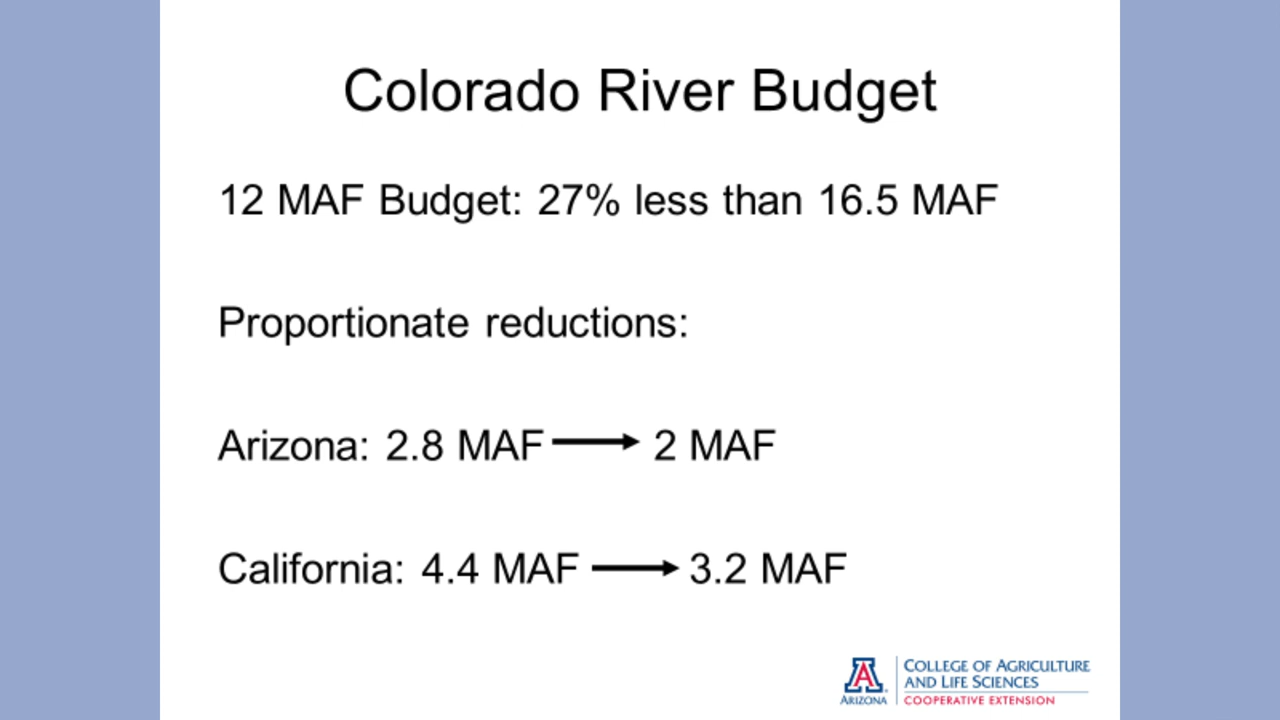 Colorado River Budget
12 MAF Budget: 27% less than 16.5 MAF
Proportionate reductions:
Arizona: 2.8 MAF 2 MAF
California: 4.4 MAF 3.2 MAF
A
ARIZONA
COLLEGE OF AGRICULTURE
AND LIFE SCIENCES
COOPERATIVE EXTENSION